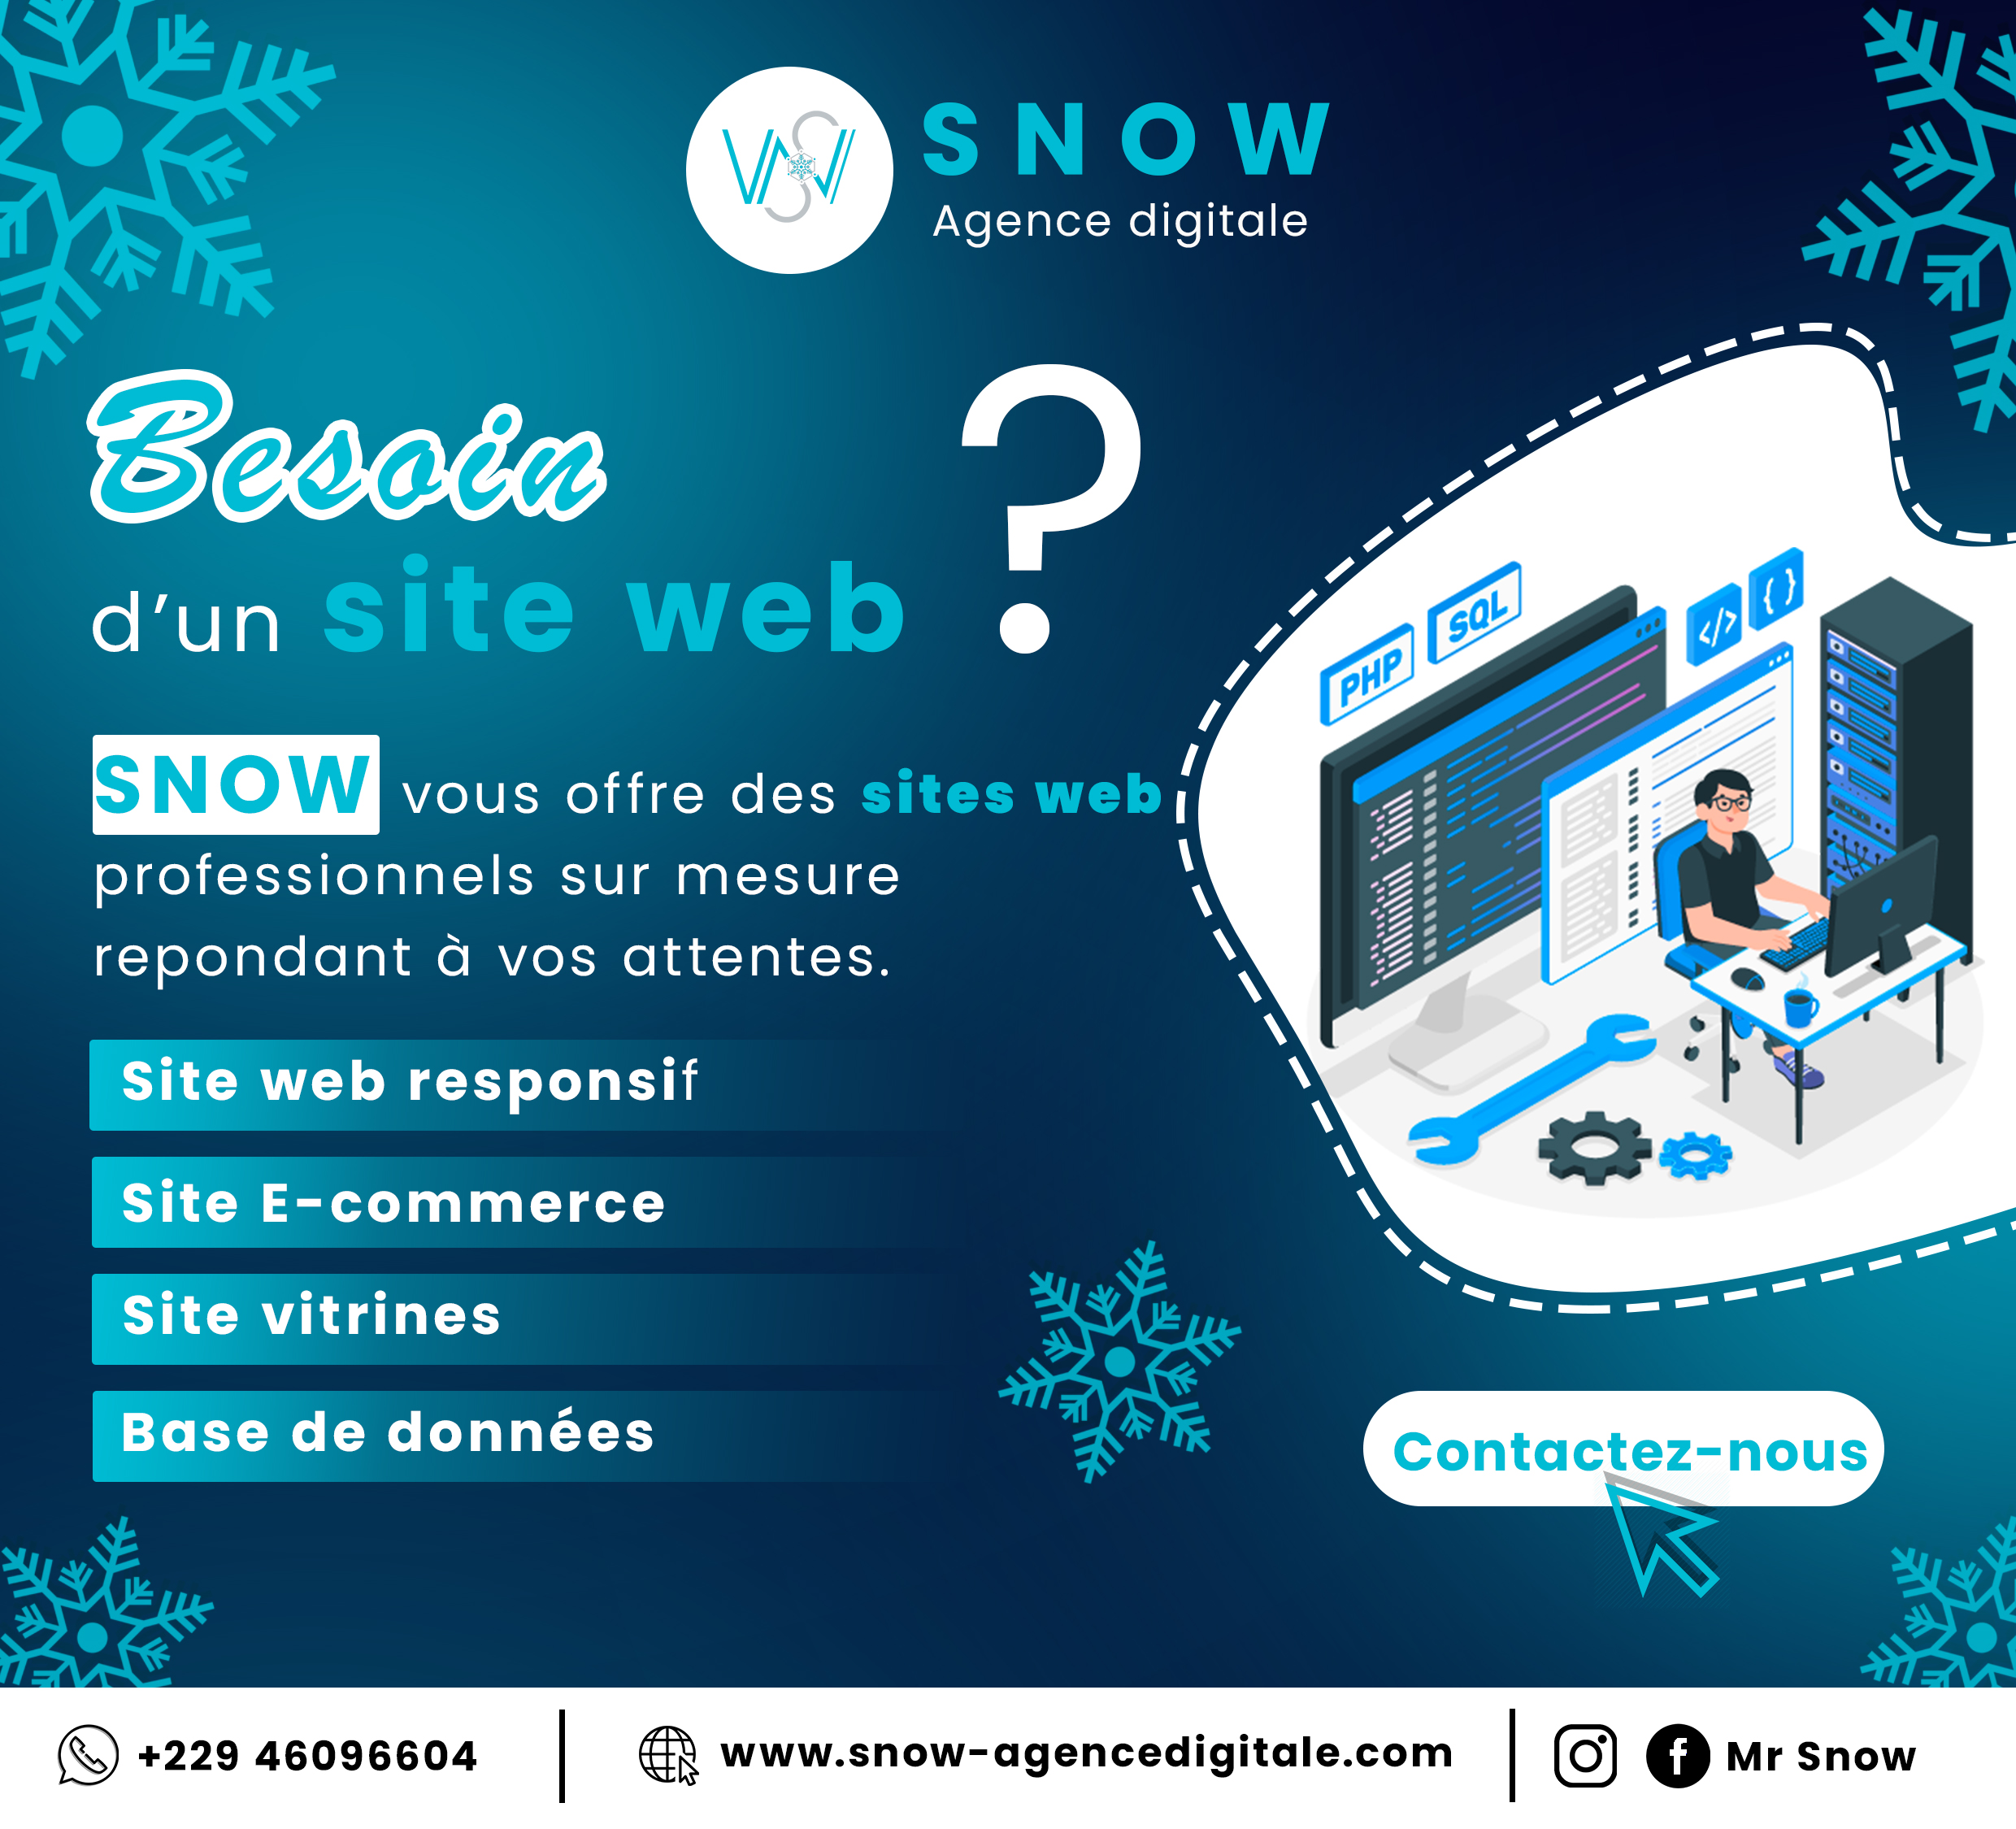 SNOW
Agence digitale
Besoin
d’un site web ?
SNOW vous offre des sites web
professionnels sur mesure
repondant à vos attentes.
PHP
SQL
</>
{}
Site web responsif
Site E-commerce
Site vitrines
Base de données
Contactez-nous
+229 46096604
www.snow-agencedigitale.com
Mr Snow